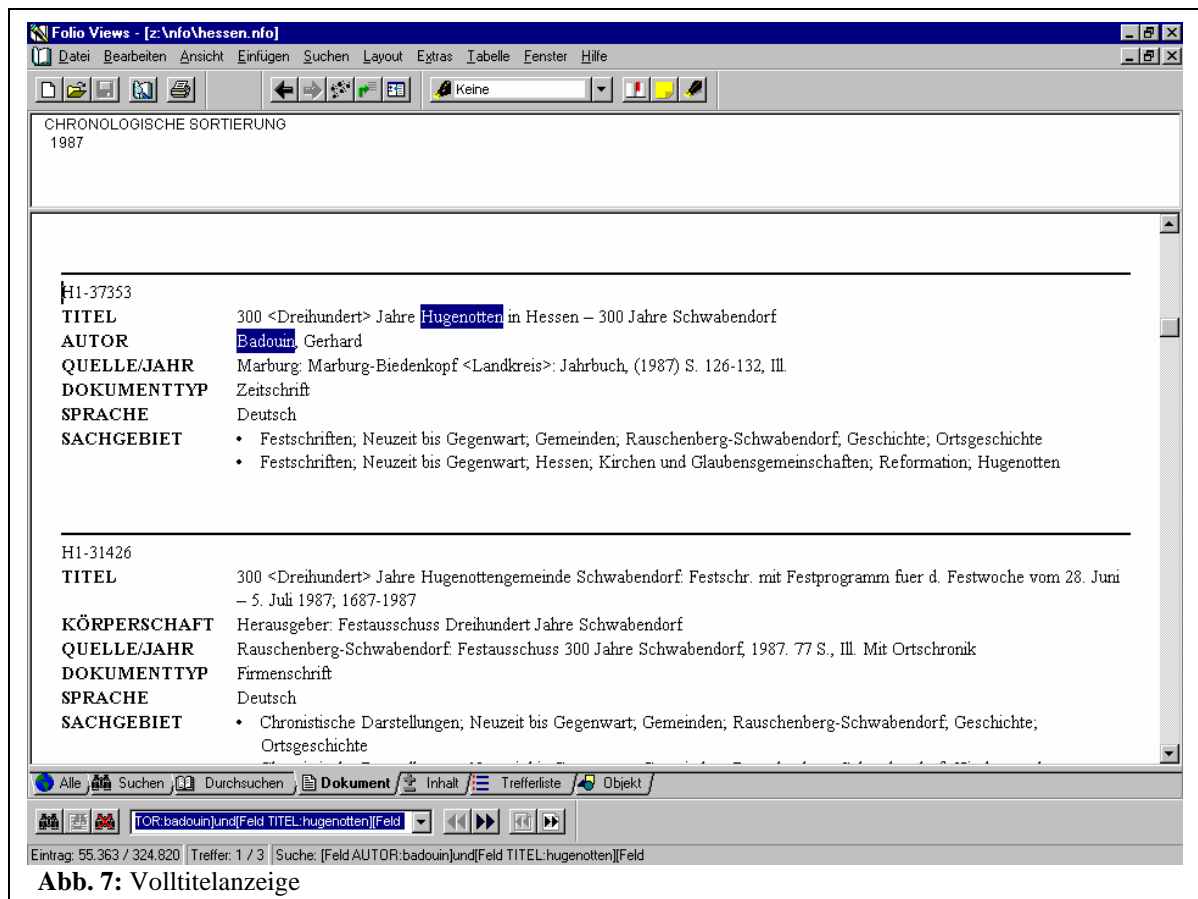 Folio Views - [z:\nfo\hessen.nfo]
Datei Bearbeiten Ansicht Einfügen Suchen Layout Extras Tabelle Fenster Hilfe
Keine
CHRONOLOGISCHE SORTIERUNG
1987
H1-37353
TITEL 300 <Dreihundert> Jahre Hugenotten in Hessen – 300 Jahre Schwabendorf
AUTOR Badouin, Gerhard
QUELLE/JAHR Marburg: Marburg-Biedenkopf <Landkreis>: Jahrbuch, (1987) S. 126-132, Ill.
DOKUMENTTYP Zeitschrift
SPRACHE Deutsch
SACHGEBIET • Festschriften; Neuzeit bis Gegenwart; Gemeinden; Rauschenberg-Schwabendorf; Geschichte; Ortsgeschichte
• Festschriften; Neuzeit bis Gegenwart; Hessen; Kirchen und Glaubensgemeinschaften; Reformation; Hugenotten
H1-31426
TITEL 300 <Dreihundert> Jahre Hugenottengemeinde Schwabendorf: Festschr. mit Festprogramm fuer d. Festwoche vom 28. Juni
– 5. Juli 1987; 1687-1987
KÖRPERSCHAFT Herausgeber: Festausschuss Dreihundert Jahre Schwabendorf
QUELLE/JAHR Rauschenberg-Schwabendorf: Festausschuss 300 Jahre Schwabendorf, 1987. 77 S., Ill. Mit Ortschronik
DOKUMENTTYP Firmenschrift
SPRACHE Deutsch
SACHGEBIET • Chronistische Darstellungen; Neuzeit bis Gegenwart; Gemeinden; Rauschenberg-Schwabendorf; Geschichte;
Ortsgeschichte
Alle Suchen Durchsuchen Dokument Inhalt Trefferliste Objekt
TOR:badouin]und[Feld TITEL:hugenotten][Feld
Eintrag: 55.363 / 324.820 Treffer: 1 / 3 Suche: [Feld AUTOR:badouin]und[Feld TITEL:hugenotten][Feld
Abb. 7: Volltitelanzeige